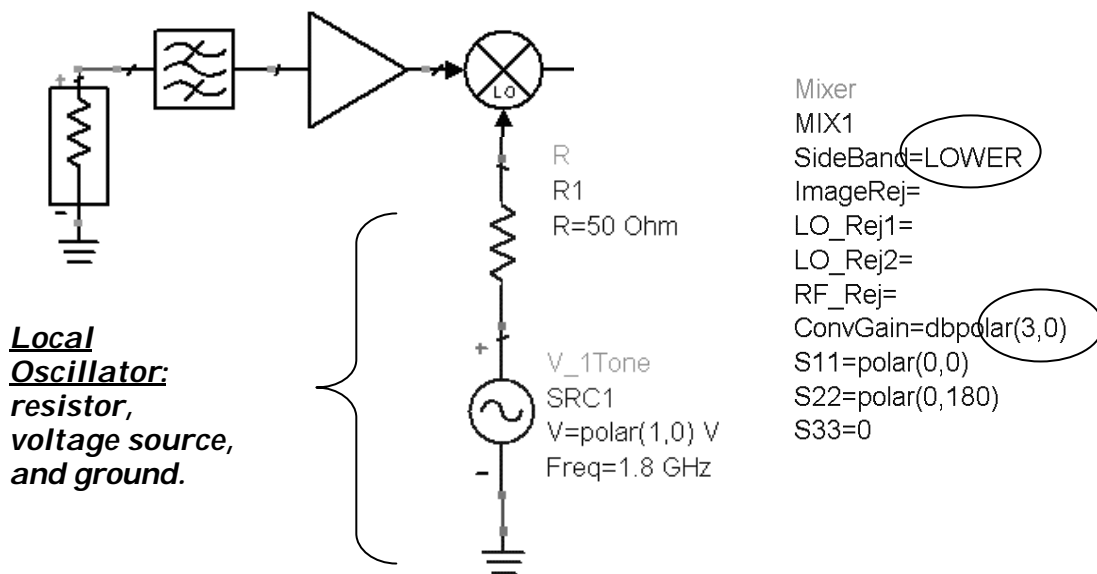 LO
R
R1
R=50 Ohm
+
-
Local
Oscillator:
resistor,
voltage source,
and ground.
+
-
V_1Tone
SRC1
V=polar(1,0) V
Freq=1.8 GHz
Mixer
MIX1
SideBand=LOWER
ImageRej=
LO_Rej1=
LO_Rej2=
RF_Rej=
ConvGain=dbpolar(3,0)
S11=polar(0,0)
S22=polar(0,180)
S33=0